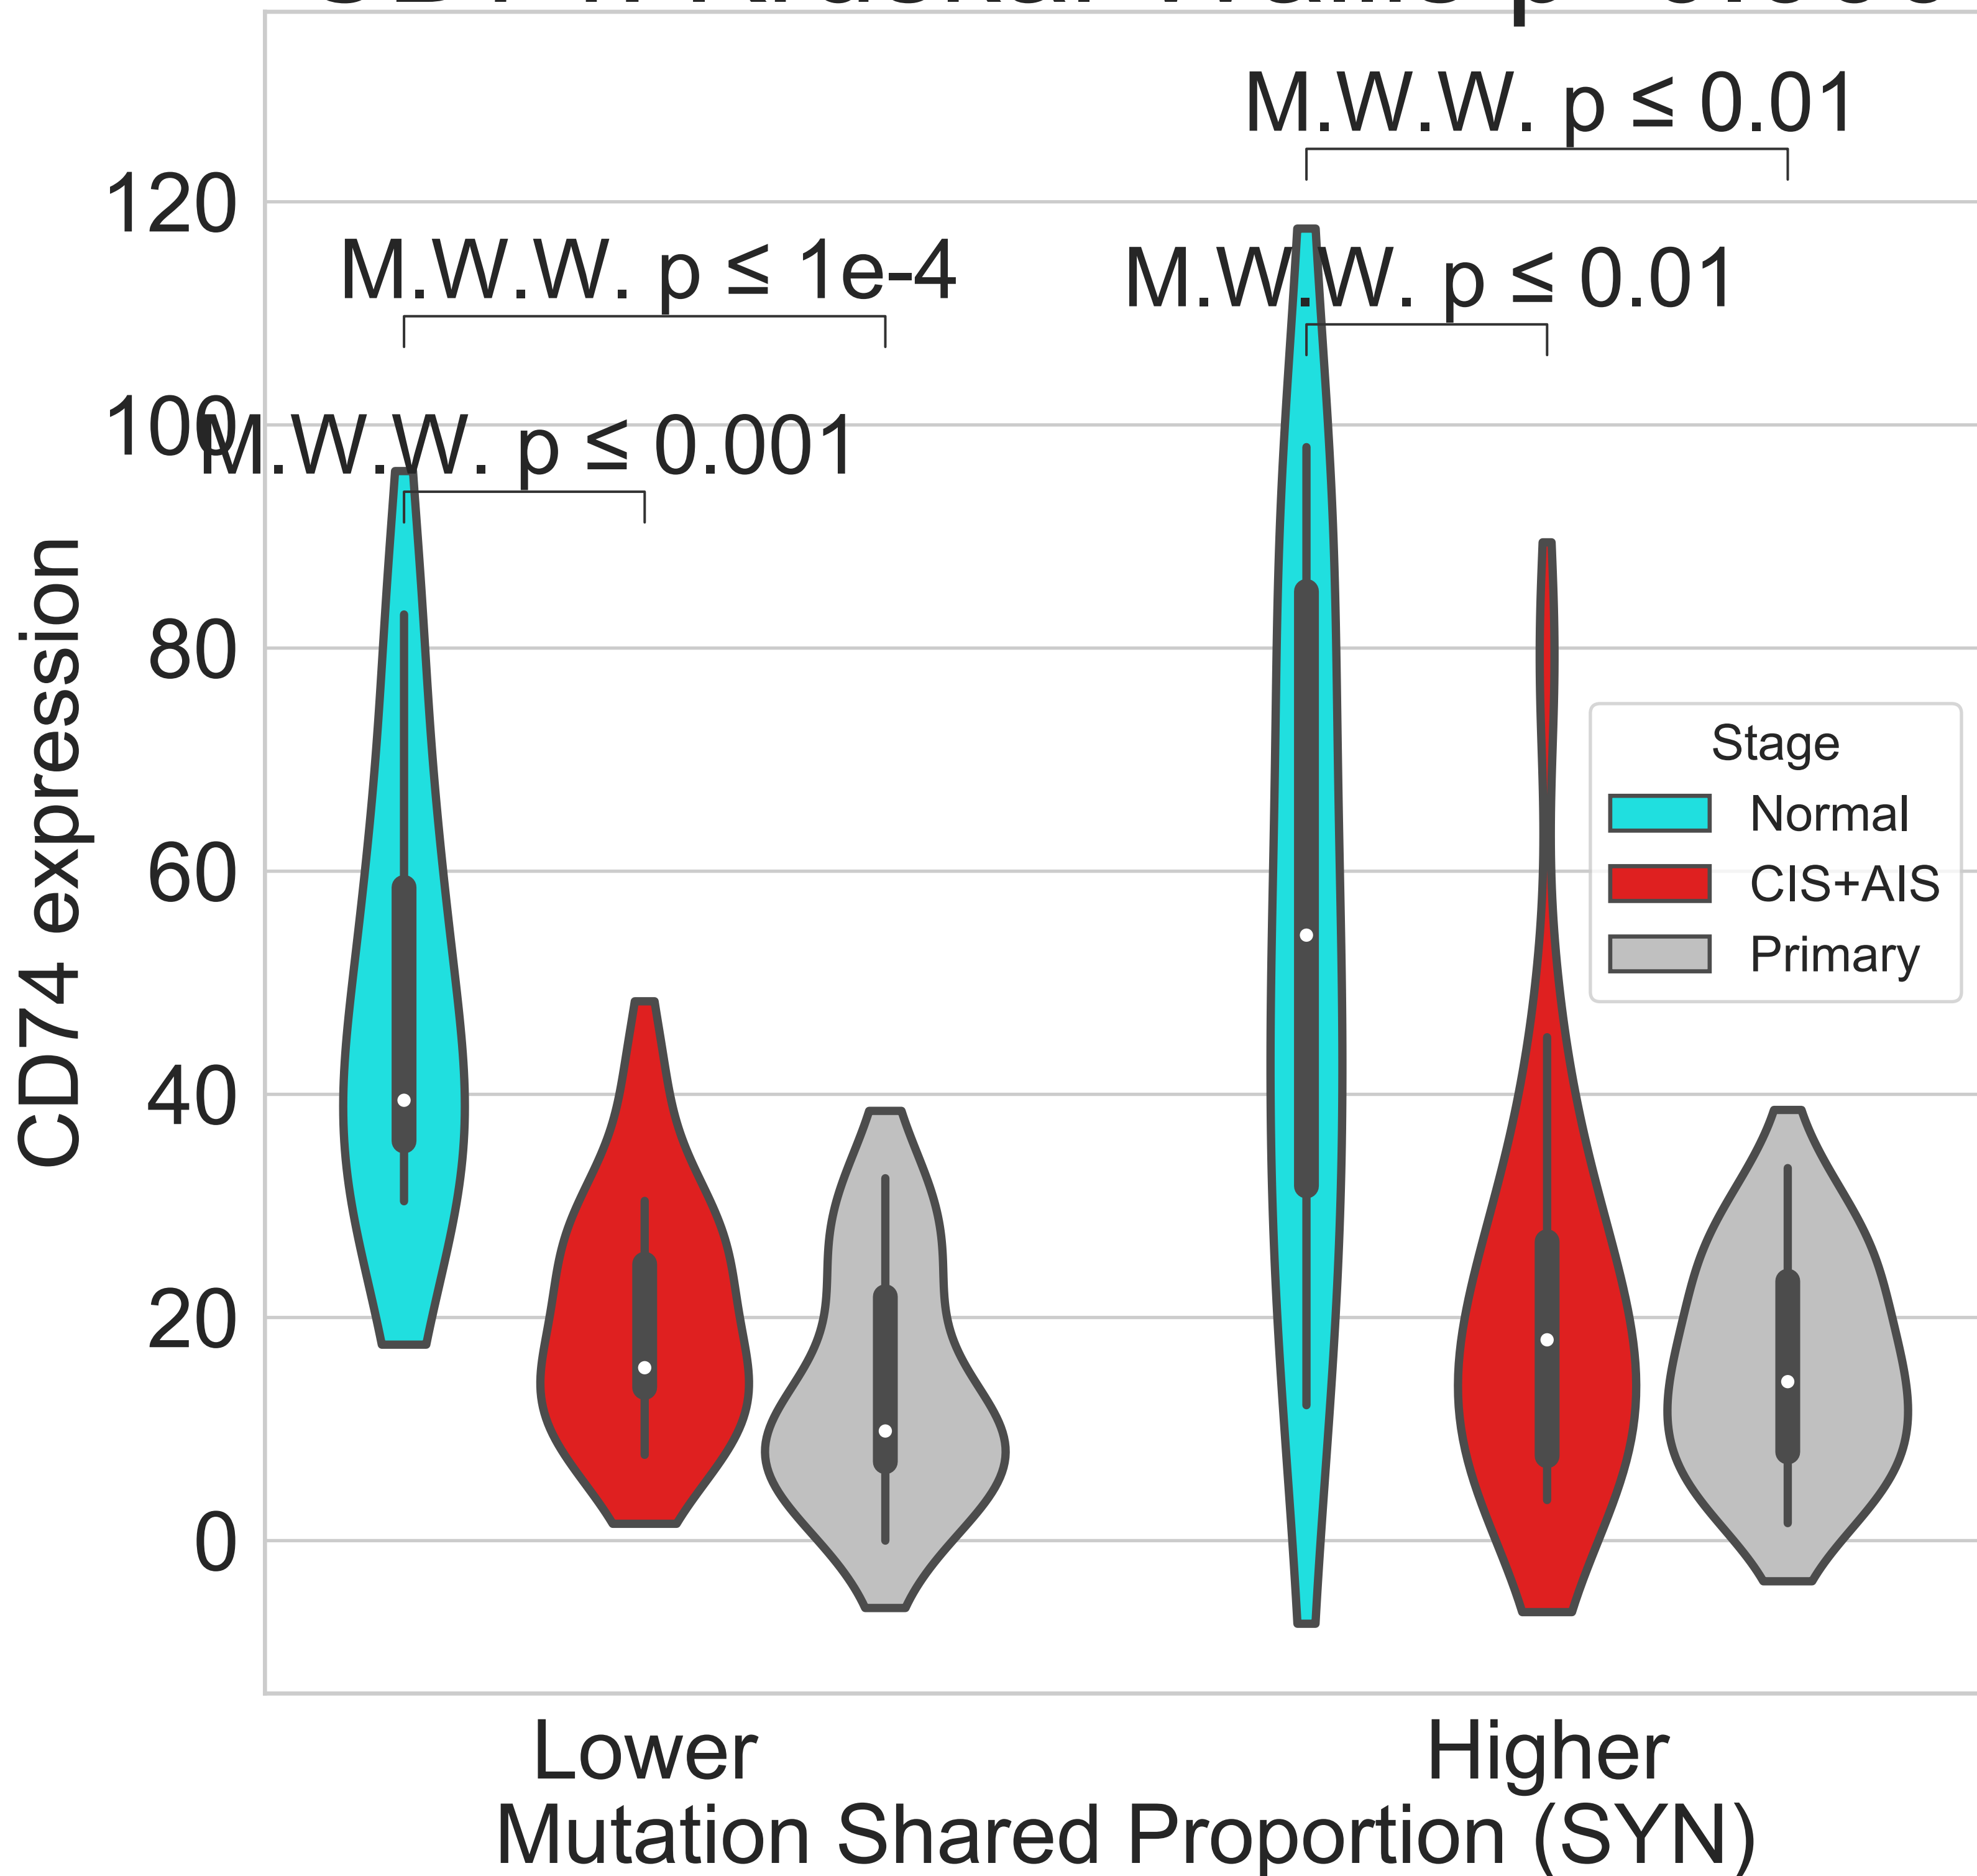 M.W.W. p ≤ 0.01
120
M.W.W. p ≤ 1e-4
M.W.W. p ≤ 0.01
100
M.W.W. p ≤ 0.001
80
60
40
20
0
CD74 expression
Stage
Normal
CIS+AIS
Primary
Lower
Higher
Mutation Shared Proportion (SYN)